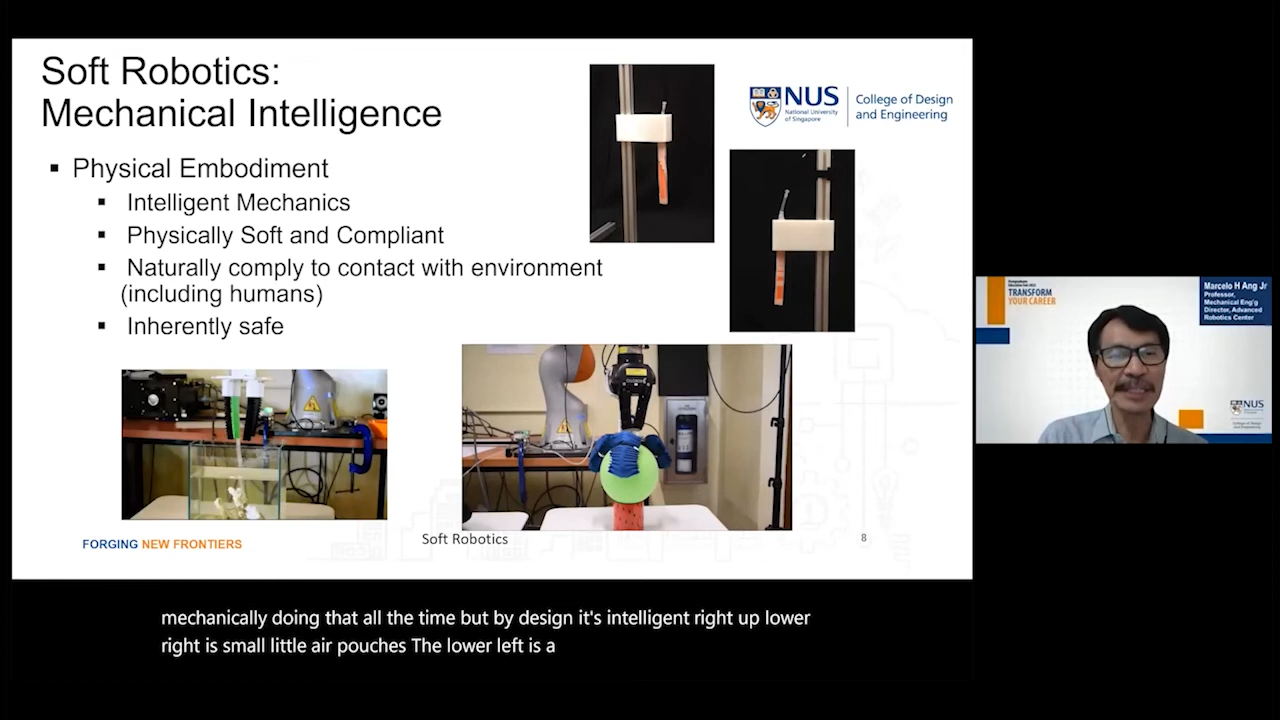 Soft Robotics:
Mechanical Intelligence
NUS
National University
of Singapore
College of Design
and Engineering
▪ Physical Embodiment
▪ Intelligent Mechanics
▪ Physically Soft and Compliant
▪ Naturally comply to contact with environment
(including humans)
▪ Inherently safe
FORGING NEW FRONTIERS
Soft Robotics
8
TRANSFORM
YOUR CAREER
Marcelo H Ang Jr
Professor,
Mechanical Eng'g
Director, Advanced
Robotics Center
NUS
mechanically doing that all the time but by design it's intelligent right up lower
right is small little air pouches The lower left is a